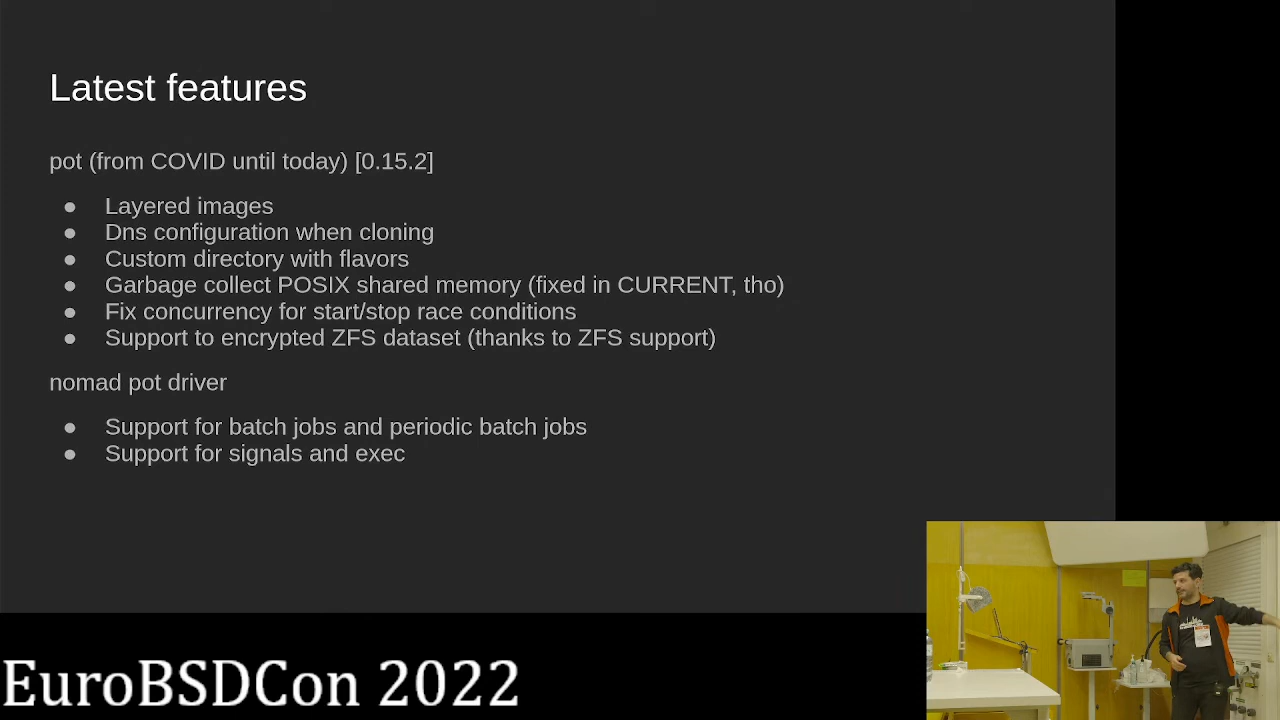 Latest features
pot (from COVID until today) [0.15.2]
● Layered images
● Dns configuration when cloning
● Custom directory with flavors
● Garbage collect POSIX shared memory (fixed in CURRENT, tho)
● Fix concurrency for start/stop race conditions
● Support to encrypted ZFS dataset (thanks to ZFS support)
nomad pot driver
● Support for batch jobs and periodic batch jobs
● Support for signals and exec
EuroBSDCon 2022